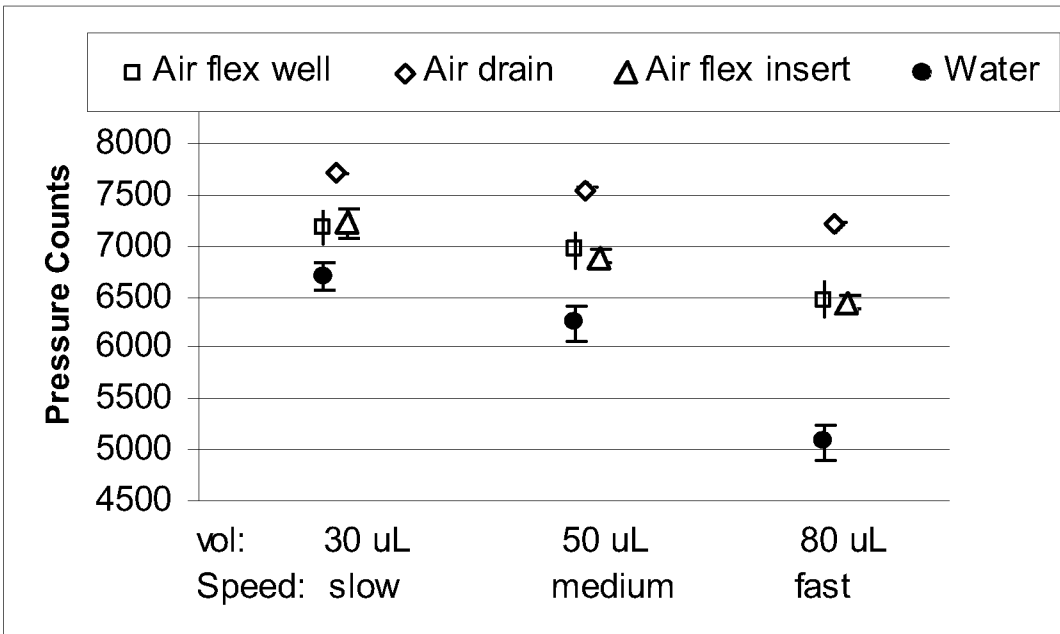 Air flex well Air drain Air flex insert Water
Pressure Counts
8000
7500
7000
6500
6000
5500
5000
4500
vol: 30 uL 50 uL 80 uL
Speed: slow medium fast